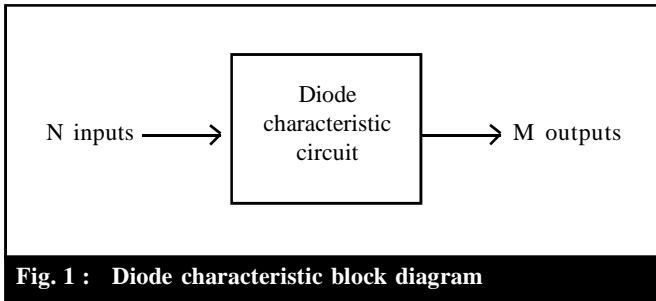 Diode
characteristic
circuit
N inputs
M outputs
Fig. 1 : Diode characteristic block diagram